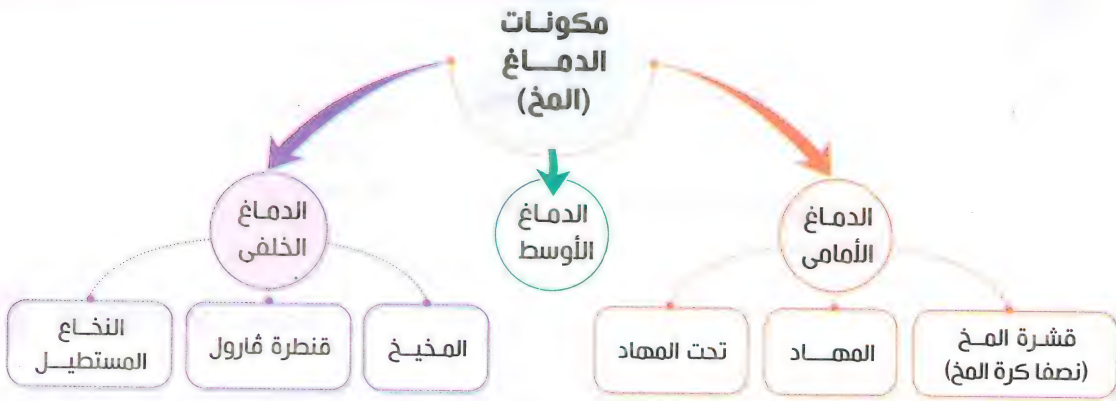 مكونات
الدماغ
(المخ)
الدماغ
الأمامى
الدماغ
الأوسط
الدماغ
الخلفى
قشرة المخ
(نصفا كرة المخ)
المهاد
تحت المهاد
المخيخ
قنطرة ڤارول
النخاع
المستطيل